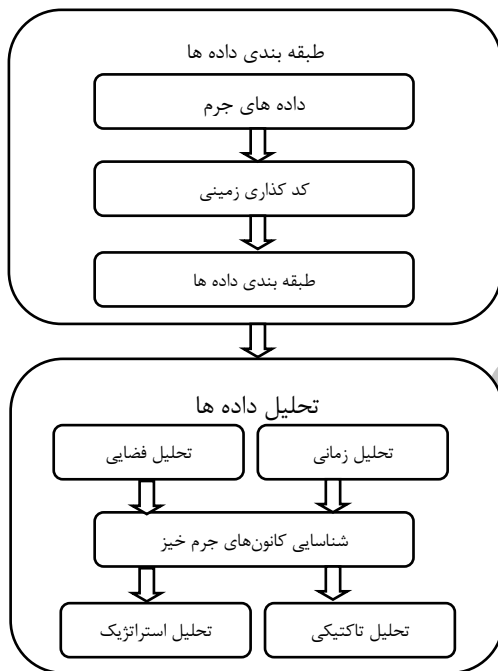 طبقه بندی داده ها
داده های جرم
کد کذاری زمینی
طبقه بندی داده ها
تحلیل داده ها
تحلیل زمانی
تحلیل فضایی
شناسایی کانون‌های جرم خیز
تحلیل تاکتیکی
تحلیل استراتژیک